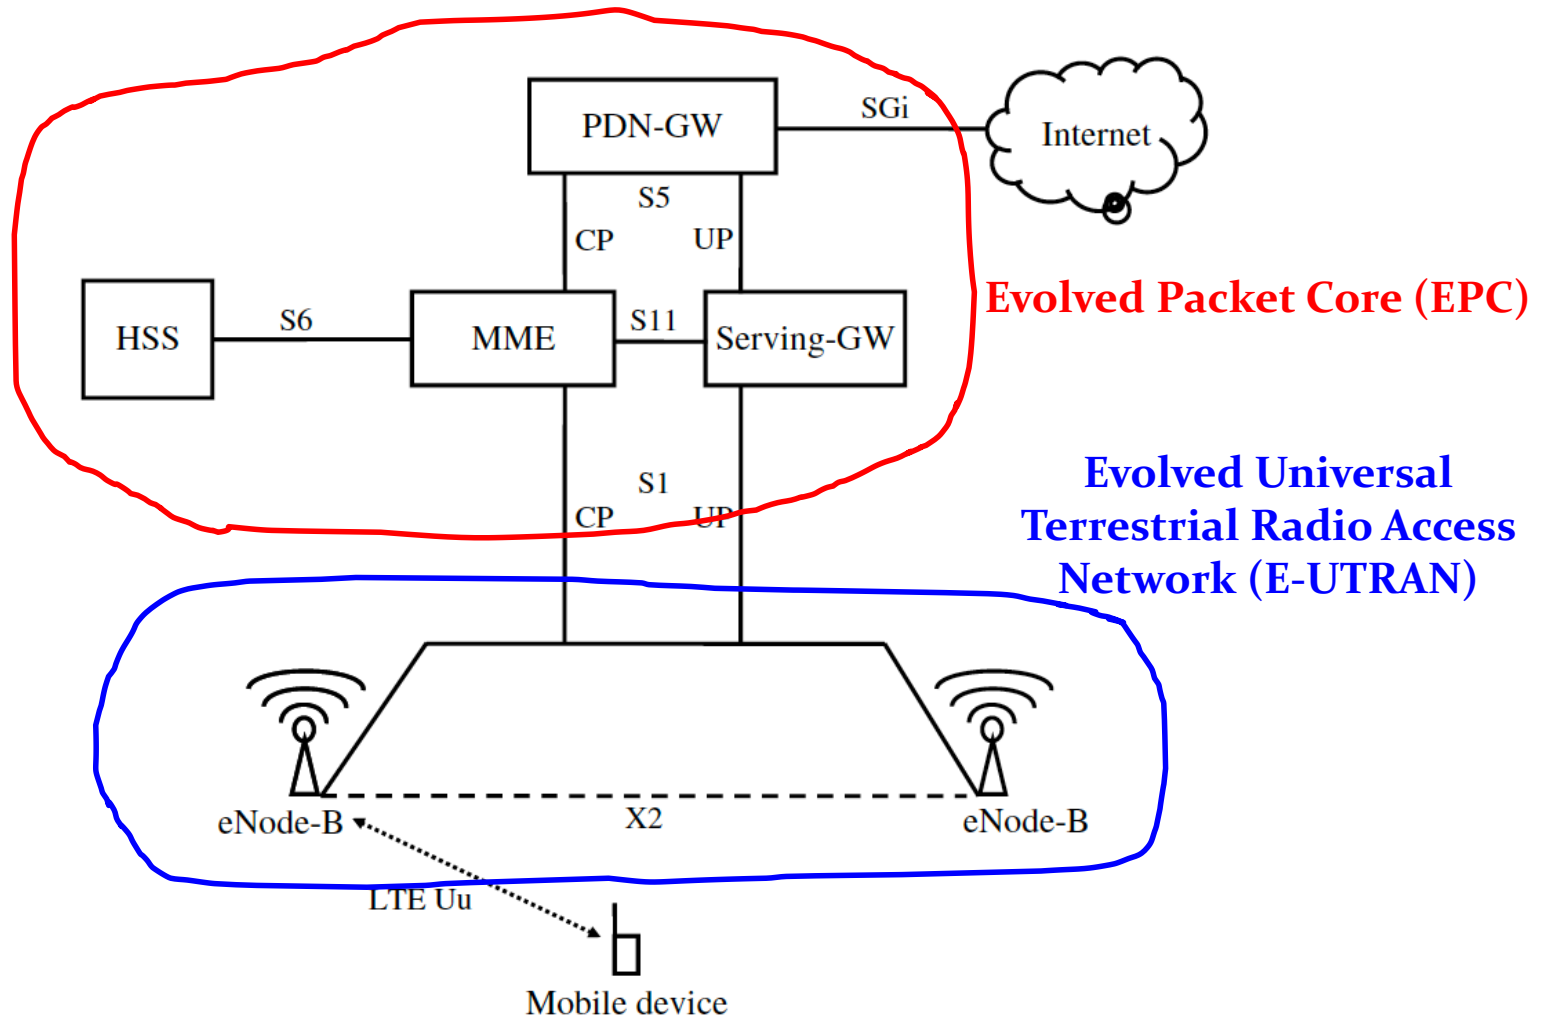 SGi
PDN-GW
Internet
S5
CP
UP
Evolved Packet Core (EPC)
HSS
S6
MME
S11
Serving-GW
Evolved Universal
Terrestrial Radio Access
Network (E-UTRAN)
S1
CP
UP
X2
eNode-B
eNode-B
LTE Uu
Mobile device